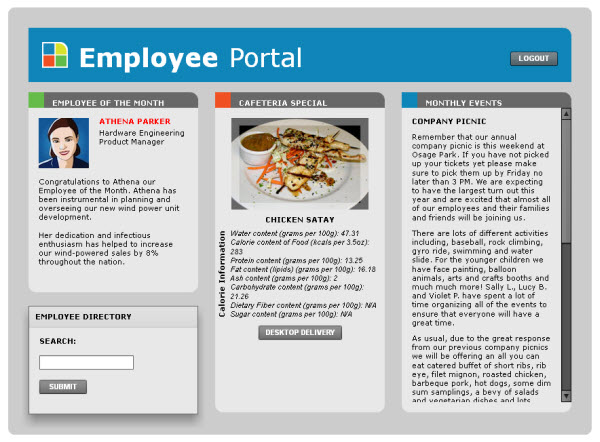 Employee Portal
LOGOUT
EMPLOYEE OF THE MONTH
ATHENA PARKER
Hardware Engineering
Product Manager
Congratulations to Athena our
Employee of the Month. Athena has
been instrumental in planning and
overseeing our new wind power unit
development.
Her dedication and infectious
enthusiasm has helped to increase
our wind-powered sales by 8%
throughout the nation.
EMPLOYEE DIRECTORY
SEARCH:
SUBMIT
CAFETERIA SPECIAL
CHICKEN SATAY
Calorie Information
Water content (grams per 100g): 47.31
Calorie content of Food (kcals per 3.5oz):
283
Protein content (grams per 100g): 13.25
Fat content (lipids) (grams per 100g): 16.18
Ash content (grams per 100g): 2
Carbohydrate content (grams per 100g):
21.26
Dietary Fiber content (grams per 100g): N/A
Sugar content (grams per 100g): N/A
DESKTOP DELIVERY
MONTHLY EVENTS
COMPANY PICNIC
Remember that our annual
company picnic is this weekend at
Osage Park. If you have not picked
up your tickets yet please make
sure to pick them up by Friday no
later than 3 PM. We are expecting
to have the largest turn out this
year and are excited that almost all
of our employees and their families
and friends will be joining us.
There are lots of different activities
including, baseball, rock climbing,
gyro ride, swimming and water
slide. For the younger children we
have face painting, balloon
animals, arts and crafts booths and
much much more! Sally L., Lucy B.
and Violet P. have spent a lot of
time organizing all of the events to
ensure that everyone will have a
great time.
As usual, due to the great response
from our previous company picnics
we will be offering an all you can
eat catered buffet of short ribs, rib
eye, filet mignon, roasted chicken,
barbeque pork, hot dogs, some dim
sum samplings, a bevy of salads
and vegetarian dishes and lots